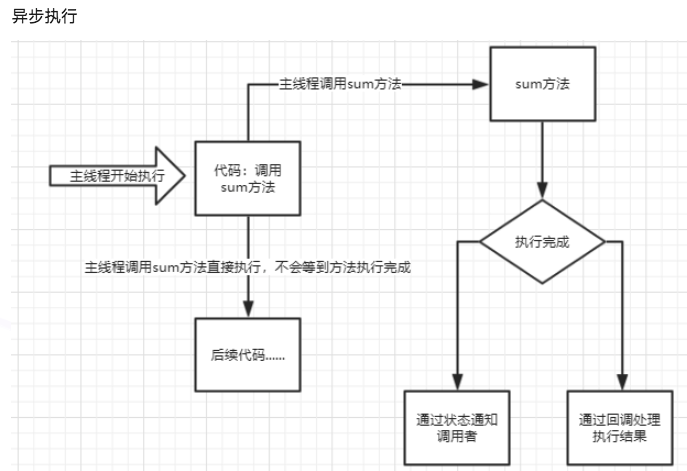 异步执行
主线程调用sum方法
sum方法
主线程开始执行
代码：调用
sum方法
执行完成
主线程调用sum方法直接执行，不会等到方法执行完成
后续代码......
通过状态通知
调用者
通过回调处理
执行结果